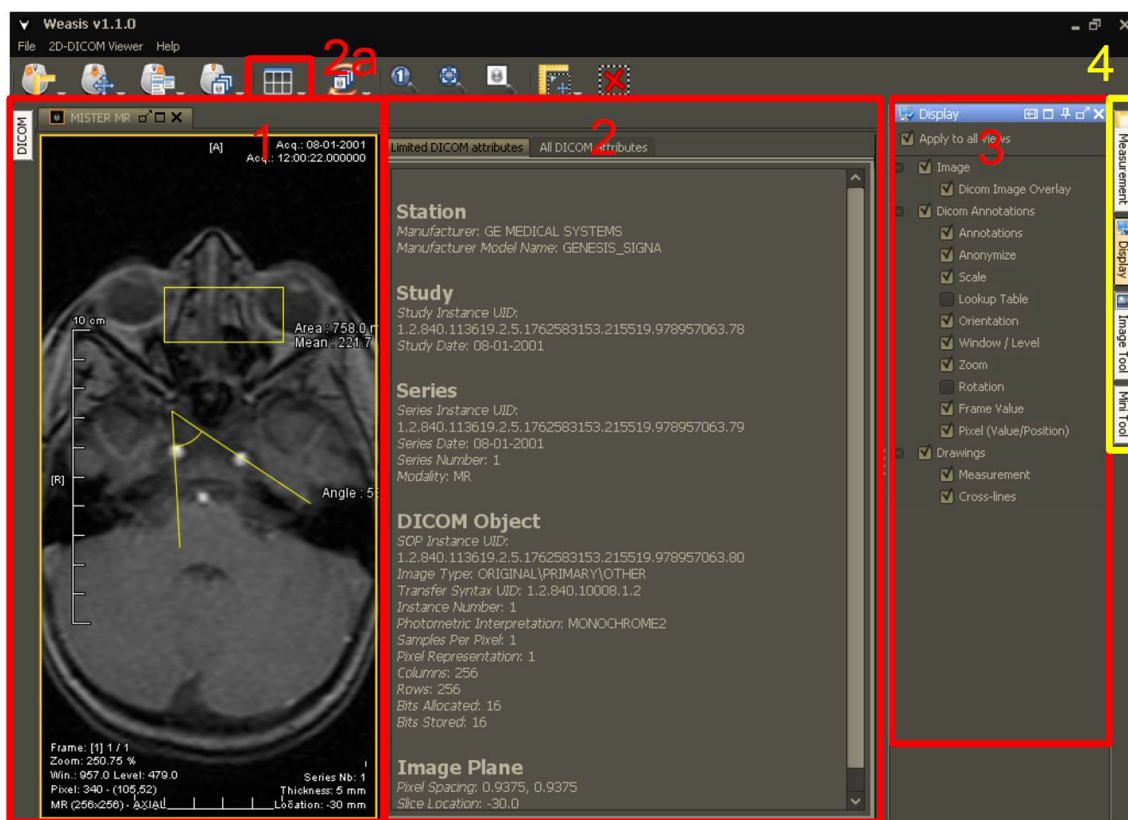 Weasis v1.1.0
File 2D-DICOM Viewer Help
2a
4
DICOM
MISTER MR
1
[A]
Acq.: 08-01-2001
Acq.: 12:00:22.000000
10 cm
Area : 758.0
Mean : 221.7
[R]
Angle : 5
Frame: [1] 1 / 1
Zoom: 250.75 %
Win.: 957.0 Level: 479.0
Pixel: 340 - (105,52)
MR (256x256) - AXIAL
Series Nb: 1
Thickness: 5 mm
Location: -30 mm
2
Limited DICOM attributes All DICOM attributes
Station
Manufacturer: GE MEDICAL SYSTEMS
Manufacturer Model Name: GENESIS_SIGNA
Study
Study Instance UID:
1.2.840.113619.2.5.1762583153.215519.978957063.78
Study Date: 08-01-2001
Series
Series Instance UID:
1.2.840.113619.2.5.1762583153.215519.978957063.79
Series Date: 08-01-2001
Series Number: 1
Modality: MR
DICOM Object
SOP Instance UID:
1.2.840.113619.2.5.1762583153.215519.978957063.80
Image Type: ORIGINAL\PRIMARY\OTHER
Transfer Syntax UID: 1.2.840.10008.1.2
Instance Number: 1
Photometric Interpretation: MONOCHROME2
Samples Per Pixel: 1
Pixel Representation: 1
Columns: 256
Rows: 256
Bits Allocated: 16
Bits Stored: 16
Image Plane
Pixel Spacing: 0.9375, 0.9375
Slice Location: -30.0
Display
3
Apply to all views
Image
Dicom Image Overlay
Dicom Annotations
Annotations
Anonymize
Scale
Lookup Table
Orientation
Window / Level
Zoom
Rotation
Frame Value
Pixel (Value/Position)
Drawings
Measurement
Cross-lines
Measurement
Display
Image Tool
Mini Tool